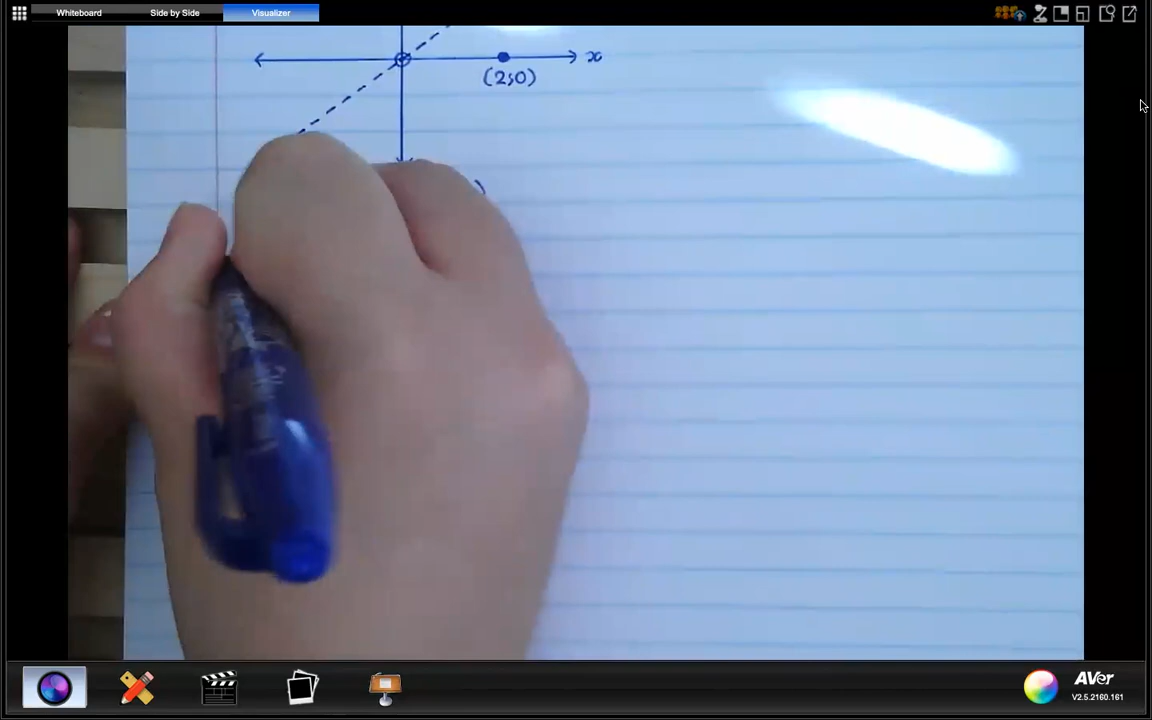 Whiteboard Side by Side Visualizer
x
(2,0)
)
AVer
V2.5.2160.161